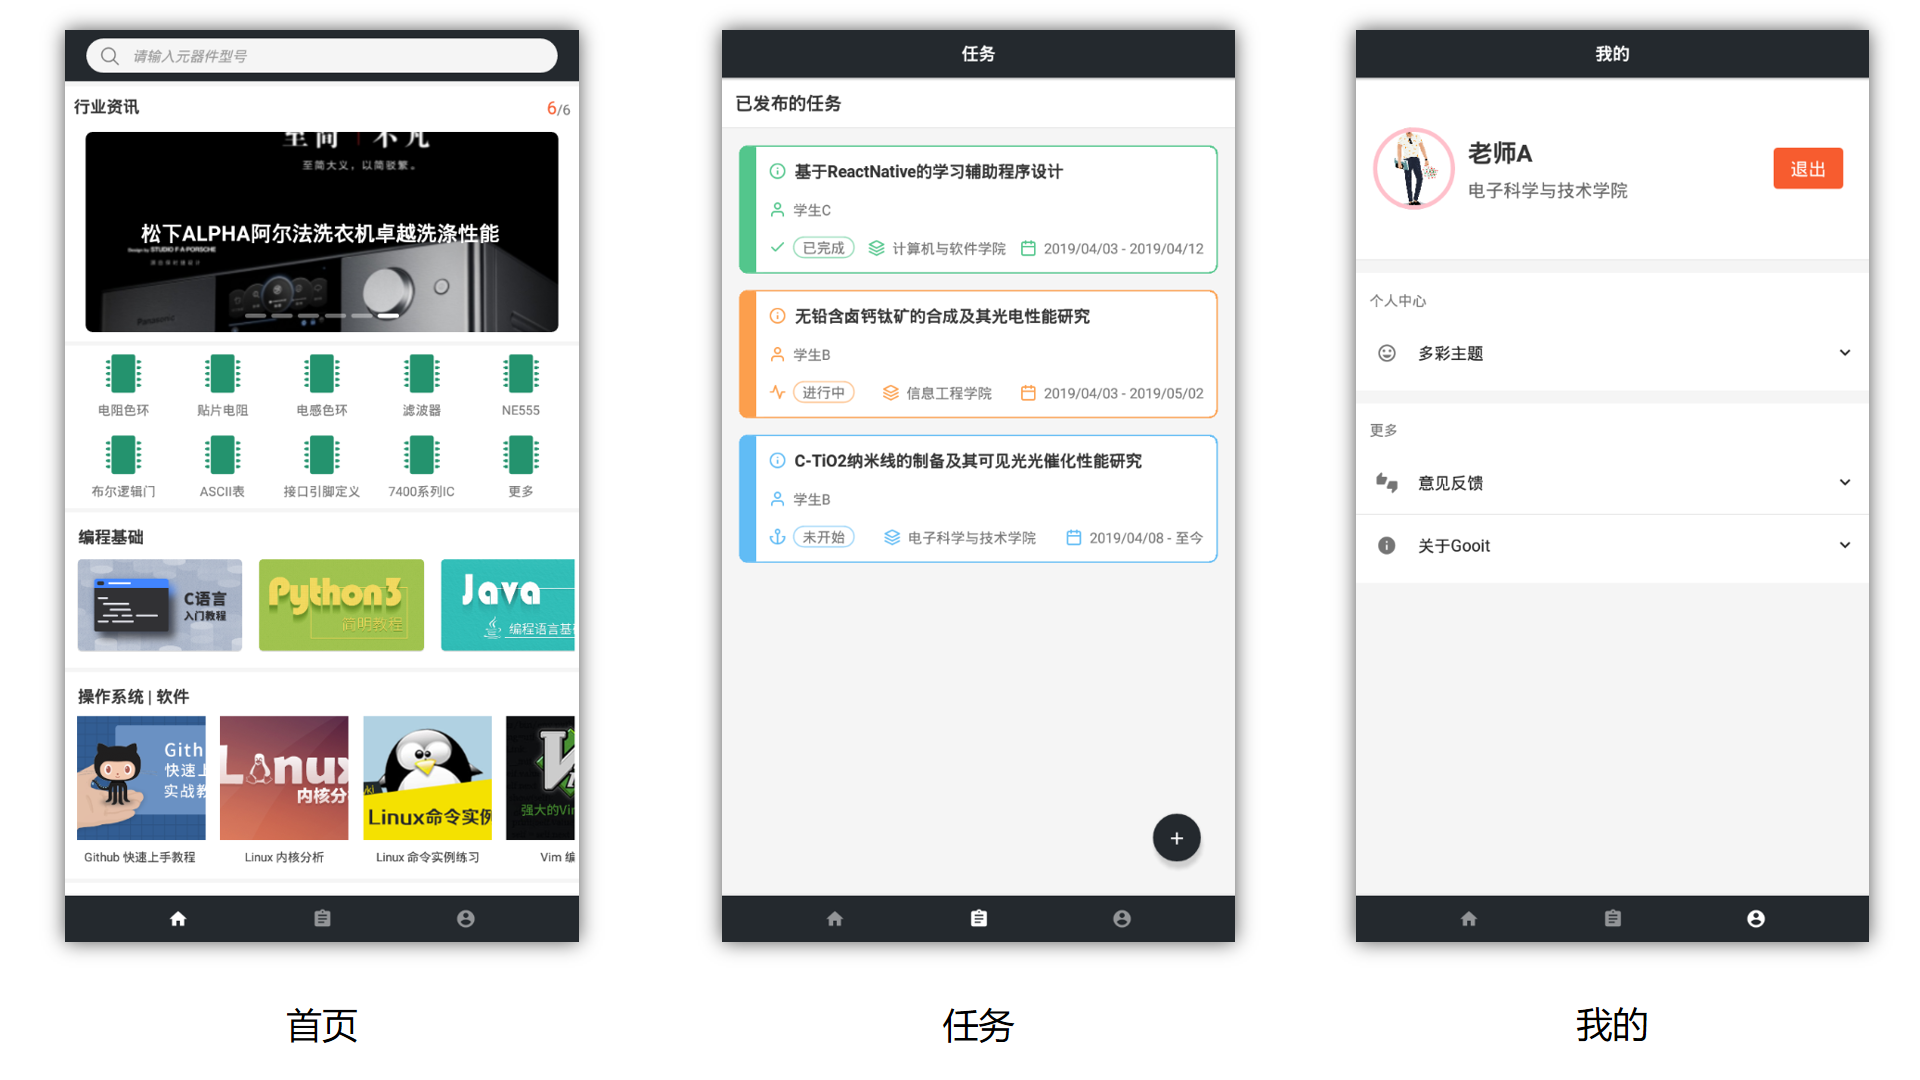 请输入元器件型号
行业资讯
6/6
至简 不凡
至简大义，以简驳繁。
松下ALPHA阿尔法洗衣机卓越洗涤性能
Design by STUDIO F·A·PORSCHE
Panasonic
电阻色环
贴片电阻
电感色环
滤波器
NE555
布尔逻辑门
ASCII表
接口引脚定义
7400系列IC
更多
编程基础
C语言
入门教程
Python3
简明教程
Java
编程语言基
操作系统 | 软件
Gith
快速上
实战教
Linux
内核分
Linux命令实例
强大的Vi
Github 快速上手教程
Linux 内核分析
Linux 命令实例练习
Vim 编
首页
任务
已发布的任务
基于ReactNative的学习辅助程序设计
学生C
已完成
计算机与软件学院
2019/04/03 - 2019/04/12
无铅含卤钙钛矿的合成及其光电性能研究
学生B
进行中
信息工程学院
2019/04/03 - 2019/05/02
C-TiO2纳米线的制备及其可见光光催化性能研究
学生B
未开始
电子科学与技术学院
2019/04/08 - 至今
+
任务
我的
老师A
电子科学与技术学院
退出
个人中心
多彩主题
更多
意见反馈
关于Gooit
我的